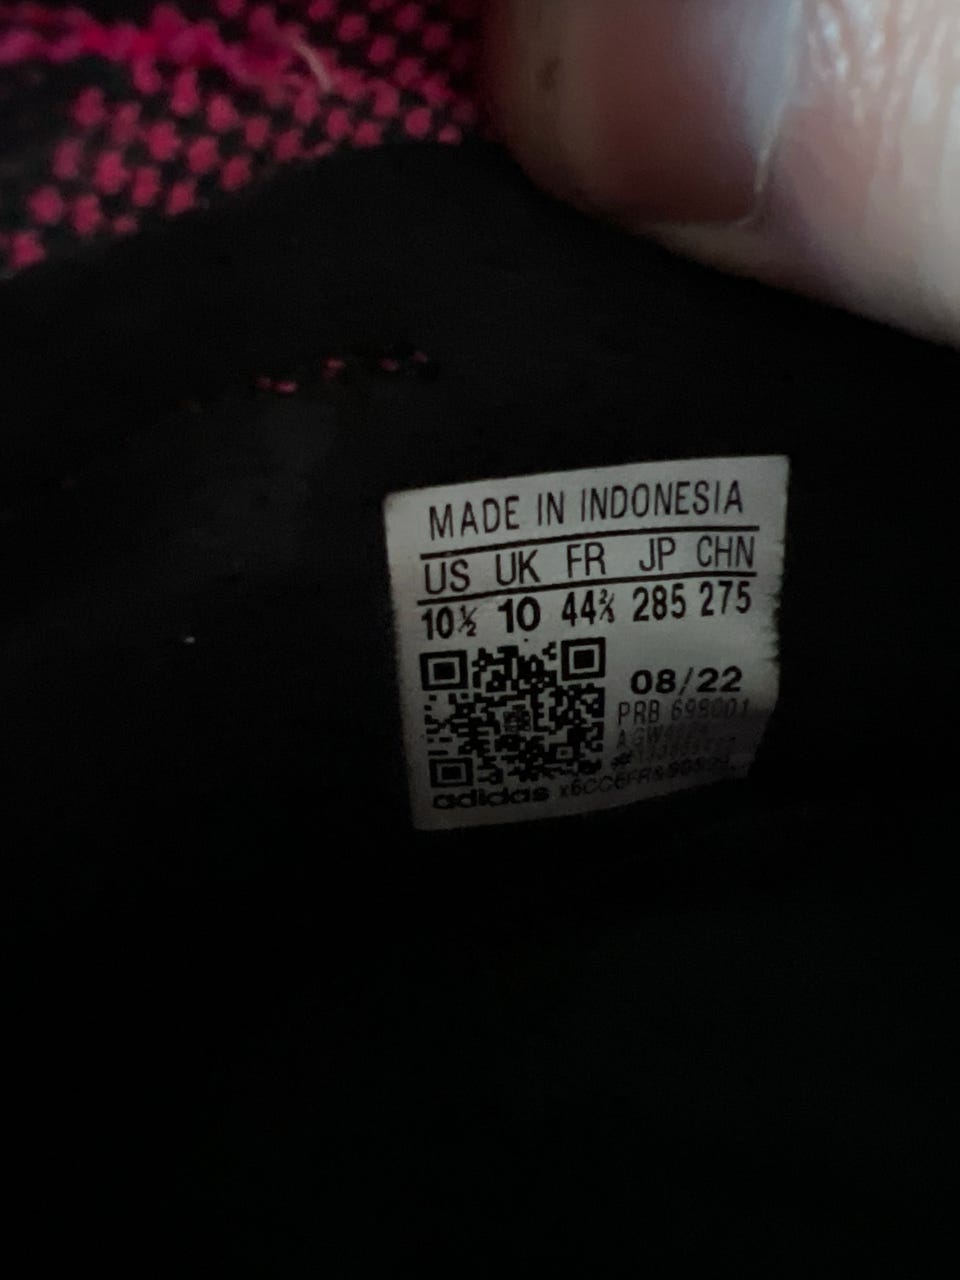 MADE IN INDONESIA
US UK FR JP CHN
10½ 10 44⅔ 285 275
08/22
PRB
adidas